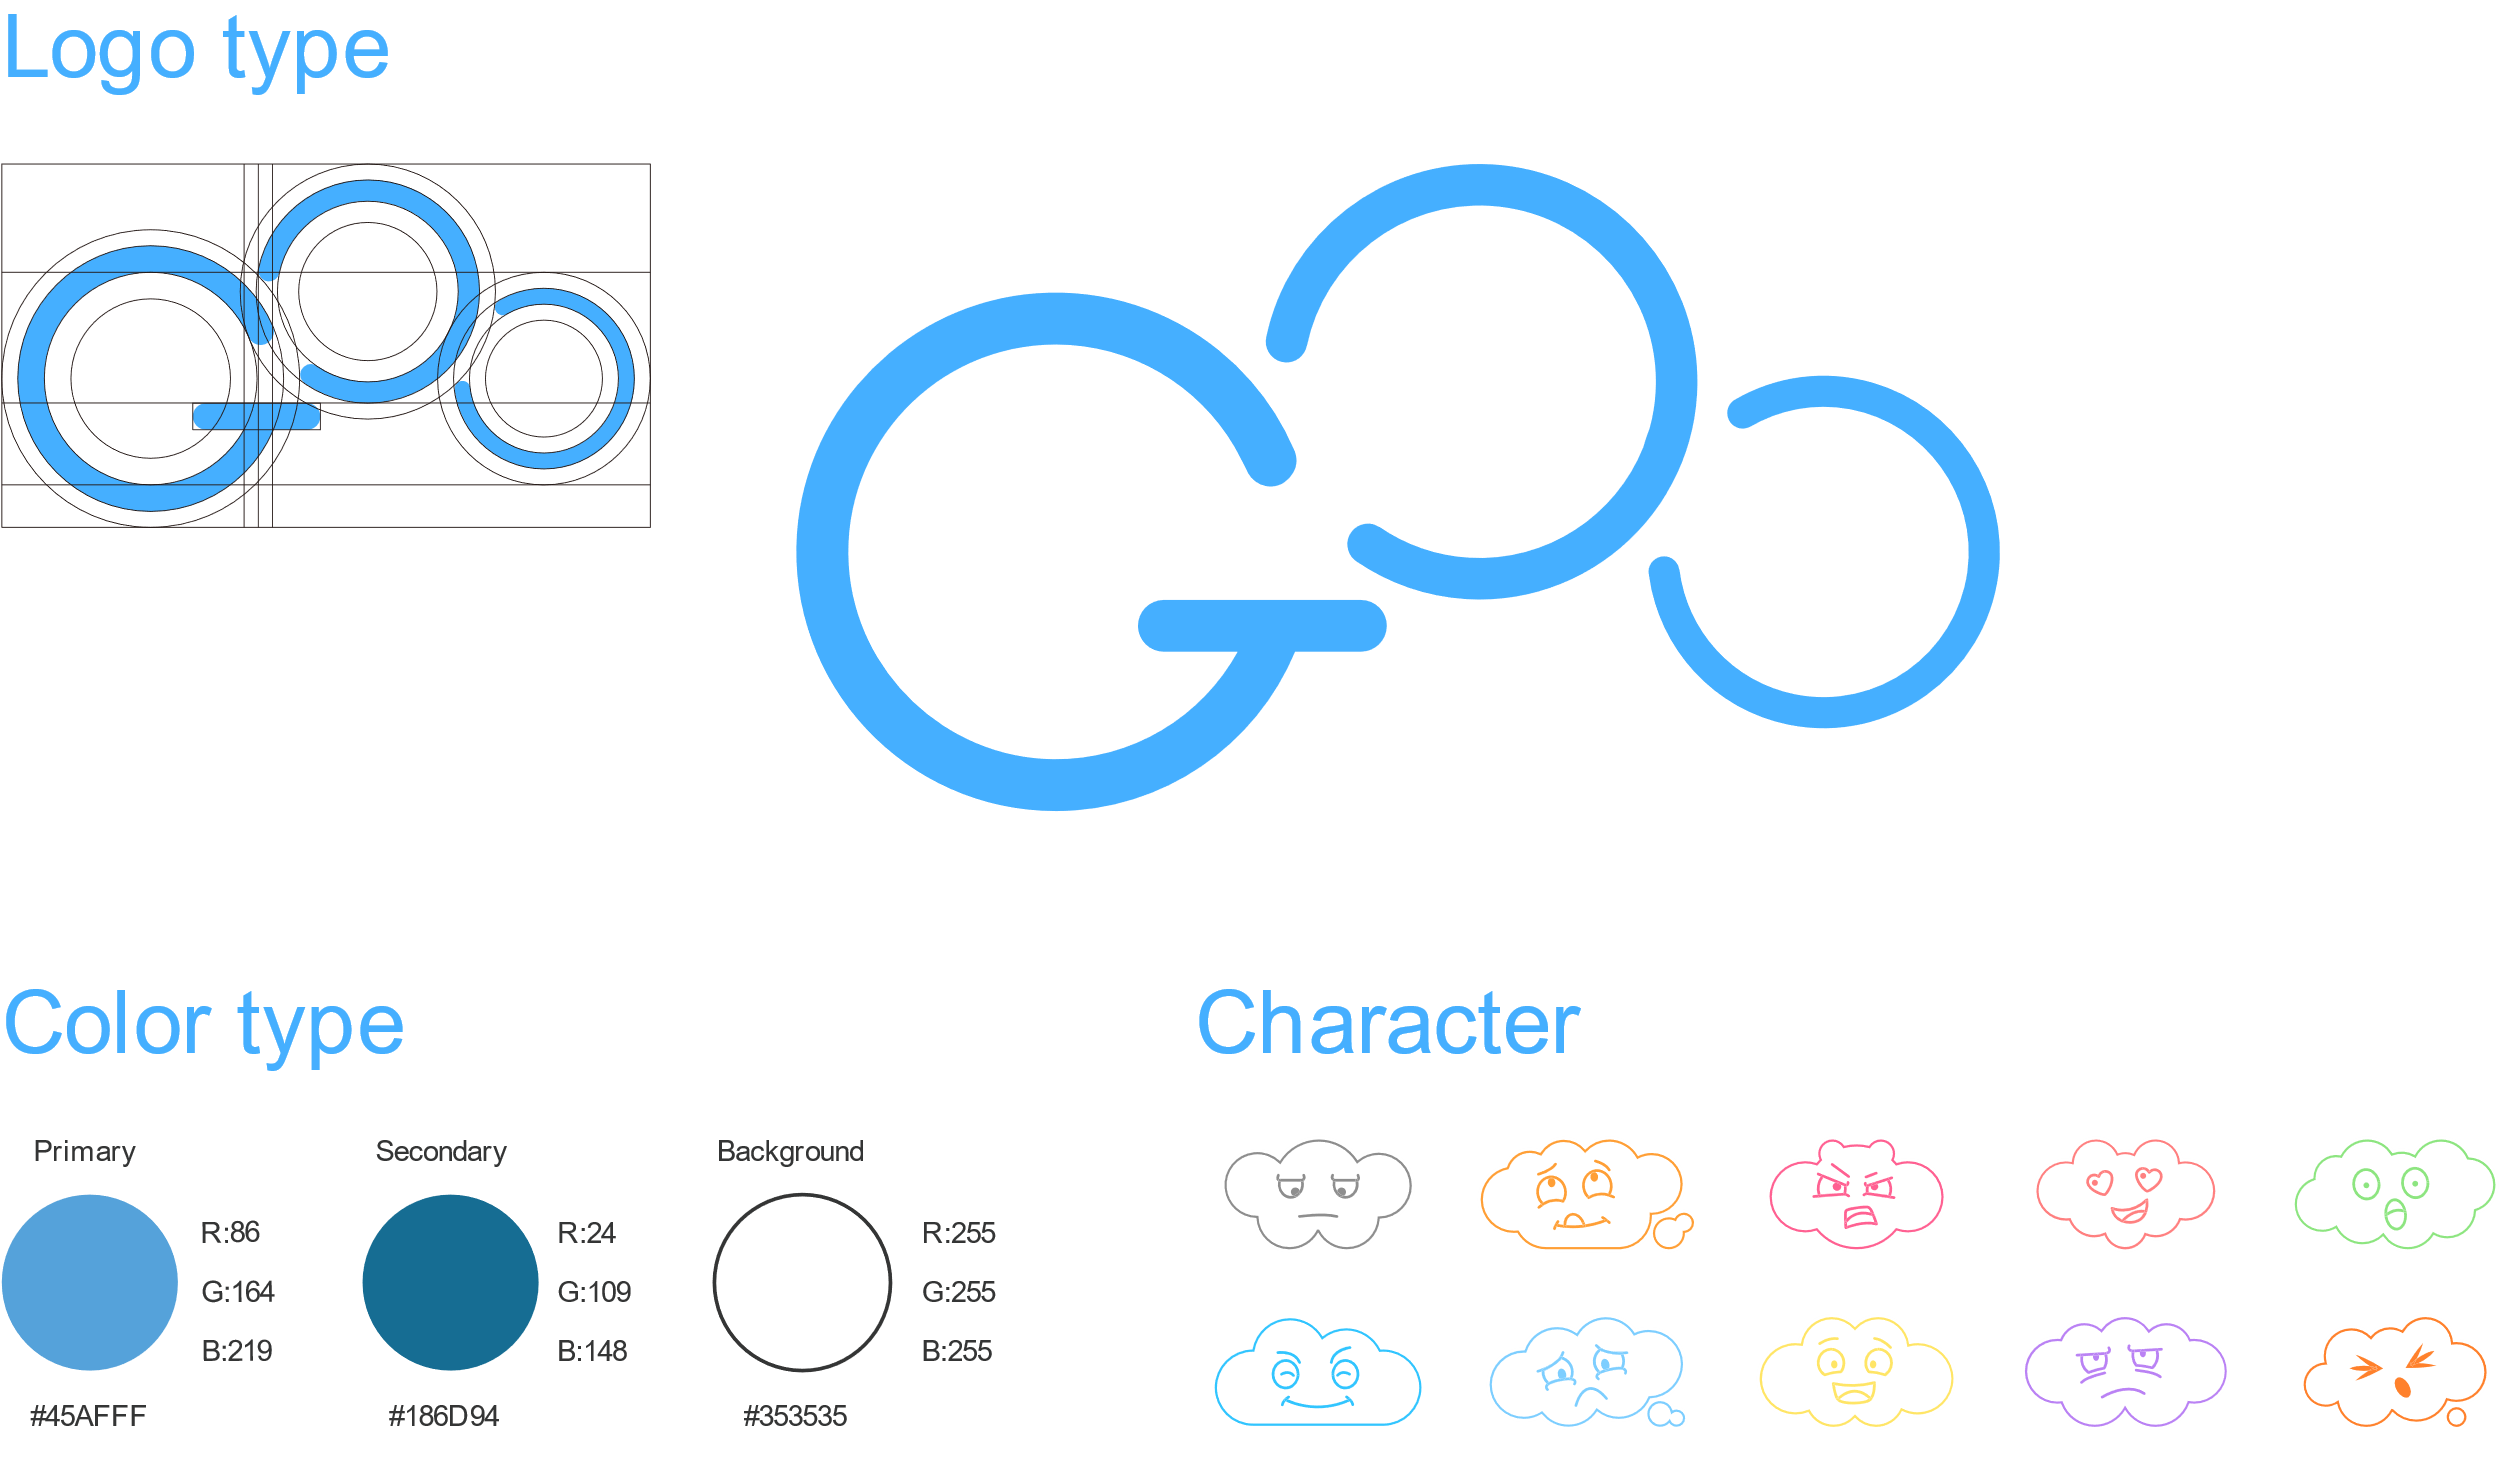 Logo type
Color type
Character
Primary
Secondary
Background
R:86
G:164
B:219
#45AFFF
R:24
G:109
B:148
#186D94
R:255
G:255
B:255
#353535